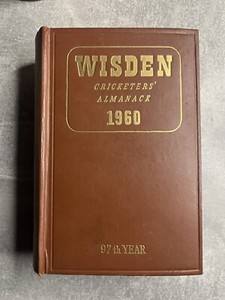 WISDEN
CRICKETERS'
ALMANACK
1960
97th YEAR